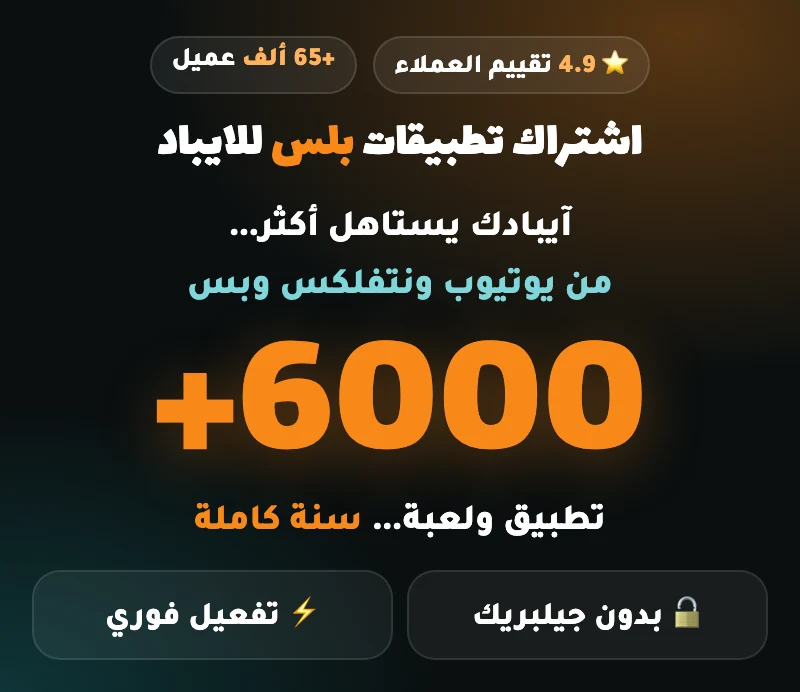 ⭐ 4.9 تقييم العملاء
+65 ألف عميل
اشتراك تطبيقات بلس للايباد
آيبادك يستاهل أكثر...
من يوتيوب ونتفلكس وبس
+6000
تطبيق ولعبة... سنة كاملة
🔓 بدون جيلبريك
⚡ تفعيل فوري